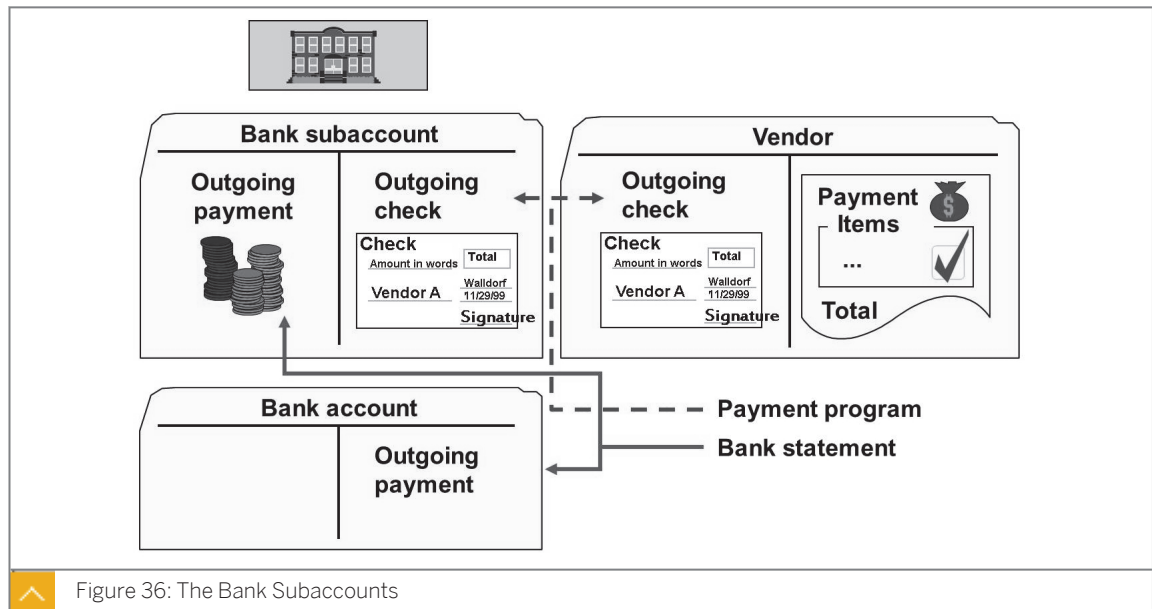 Bank subaccount
Outgoing
payment
Outgoing
check
Check
Amount in words
Total
Vendor A
Walldorf
11/29/99
Signature
Vendor
Outgoing
check
Check
Amount in words
Total
Vendor A
Walldorf
11/29/99
Signature
Payment
Items
...
Total
$
Bank account
Outgoing
payment
Payment program
Bank statement
Figure 36: The Bank Subaccounts